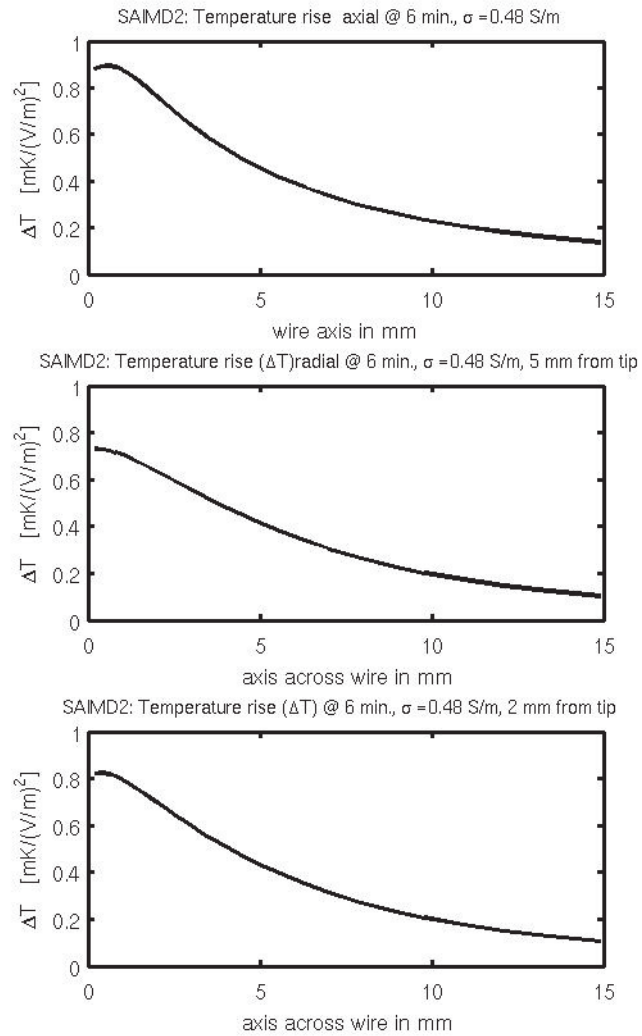 SAIMD2: Temperature rise  axial @ 6 min., σ =0.48 S/m
1
0.8
0.6
0.4
0.2
0
ΔT  [mK/(V/m)²]
0 5 10 15
wire axis in mm
SAIMD2: Temperature rise (ΔT)radial @ 6 min., σ =0.48 S/m, 5 mm from tip
1
0.8
0.6
0.4
0.2
0
ΔT  [mK/(V/m)²]
0 5 10 15
axis across wire in mm
SAIMD2: Temperature rise (ΔT) @ 6 min., σ =0.48 S/m, 2 mm from tip
1
0.8
0.6
0.4
0.2
0
ΔT  [mK/(V/m)²]
0 5 10 15
axis across wire in mm